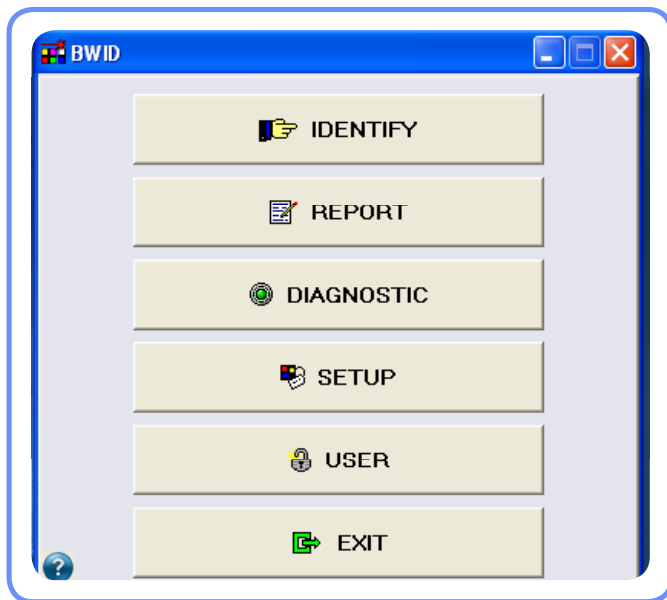 BWID
IDENTIFY
REPORT
DIAGNOSTIC
SETUP
USER
EXIT
?